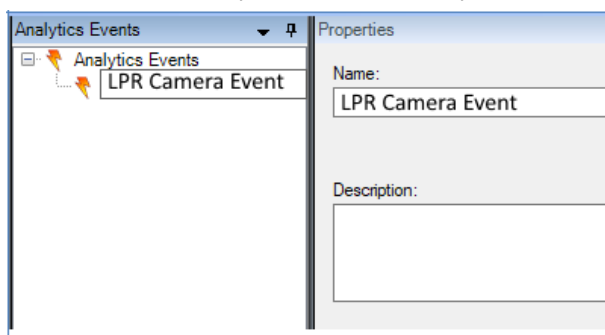 Analytics Events
Analytics Events
LPR Camera Event
Properties
Name:
LPR Camera Event
Description: